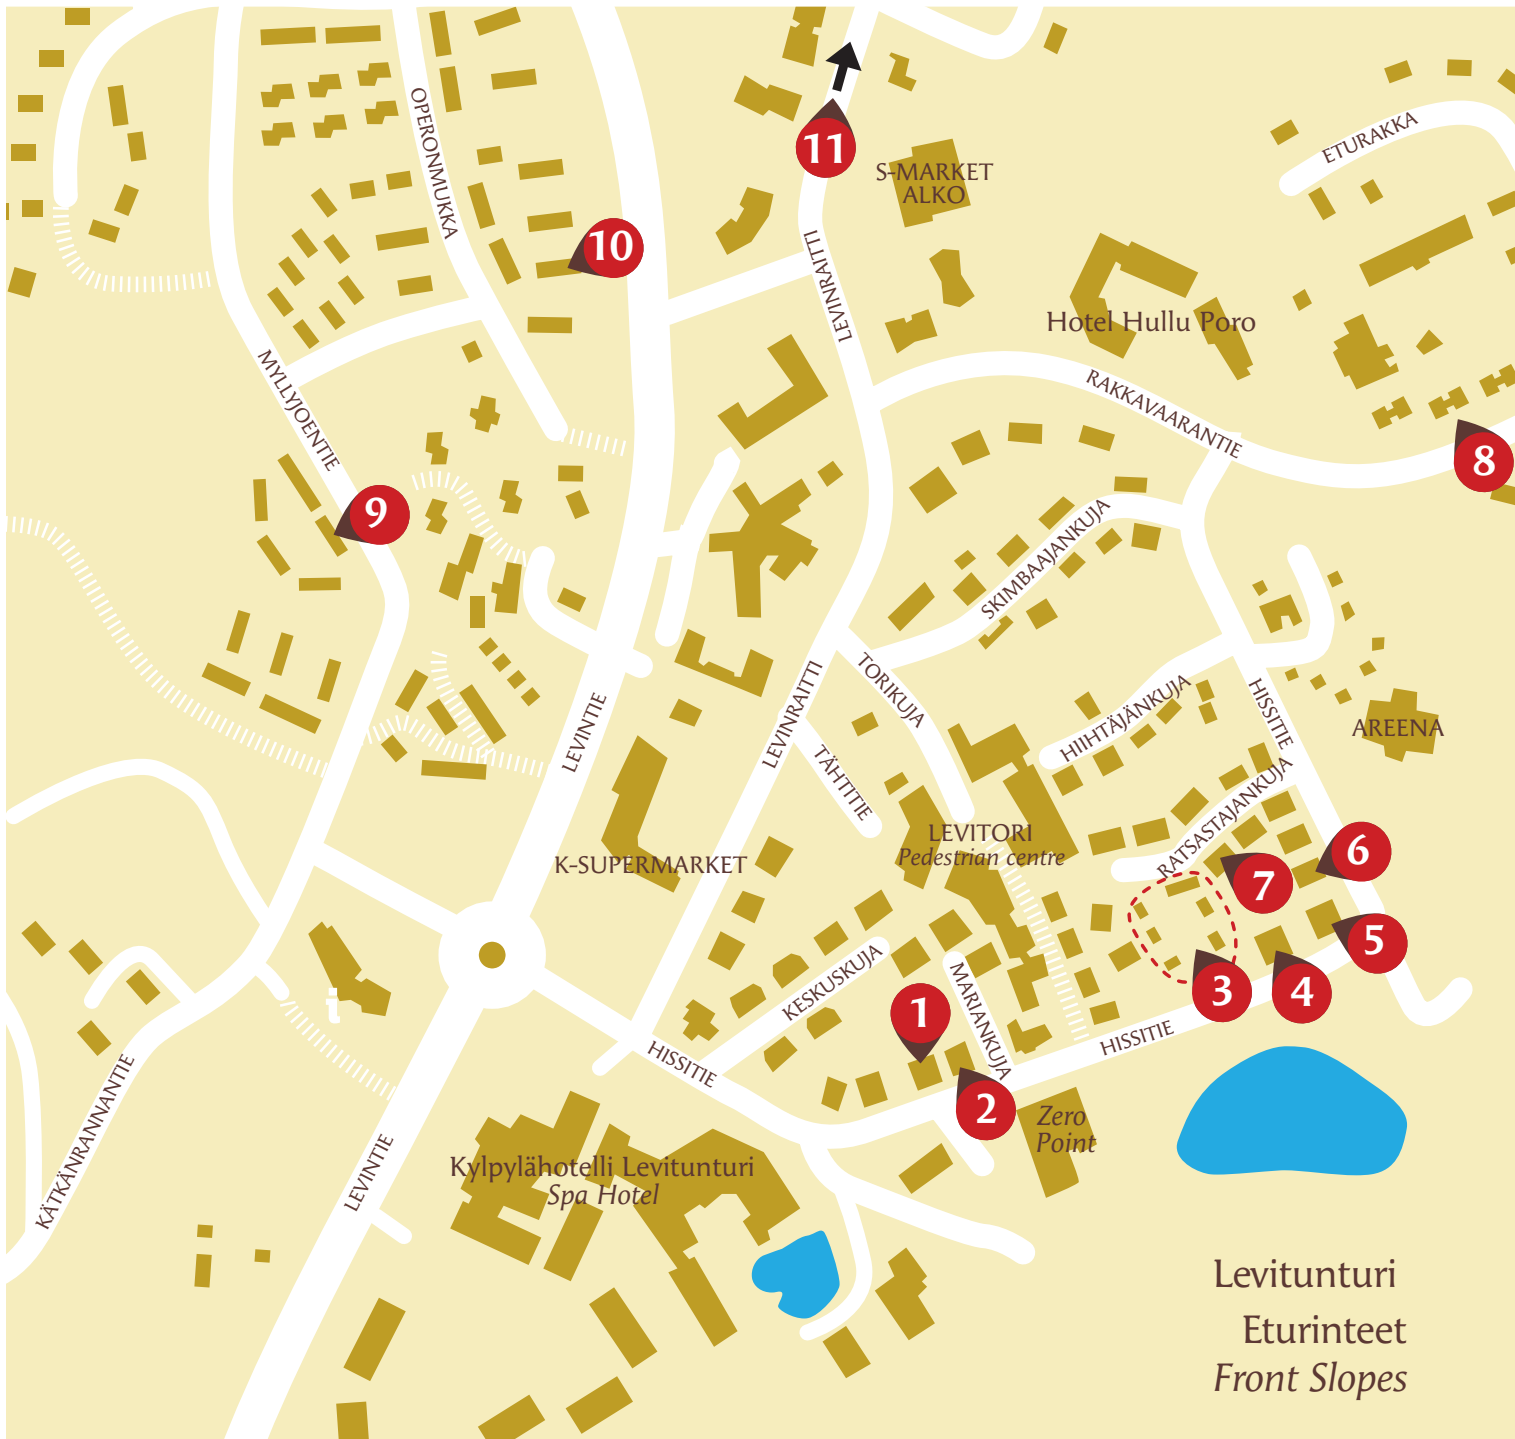 OPERONMUKKA
11
S-MARKET
ALKO
ETURAKKA
10
LEVINRAITTI
Hotel Hullu Poro
MYLLYJOENTIE
RAKKAVAARANTIE
8
9
SKIMBAAJANKUJA
TORIKUJA
LEVINTIE
LEVINRAITTI
HIIHTÄJÄNKUJA
HISSITIE
AREENA
TÄHTITIE
RATSASTAJANKUJA
LEVITORI
Pedestrian centre
K-SUPERMARKET
6
7
5
KESKUSKUJA
MARIANKUJA
3
4
1
i
HISSITIE
HISSITIE
2
Zero
Point
KÄTKÄNRANNANTIE
LEVINTIE
Kylpylähotelli Levitunturi
Spa Hotel
Levitunturi
Eturinteet
Front Slopes